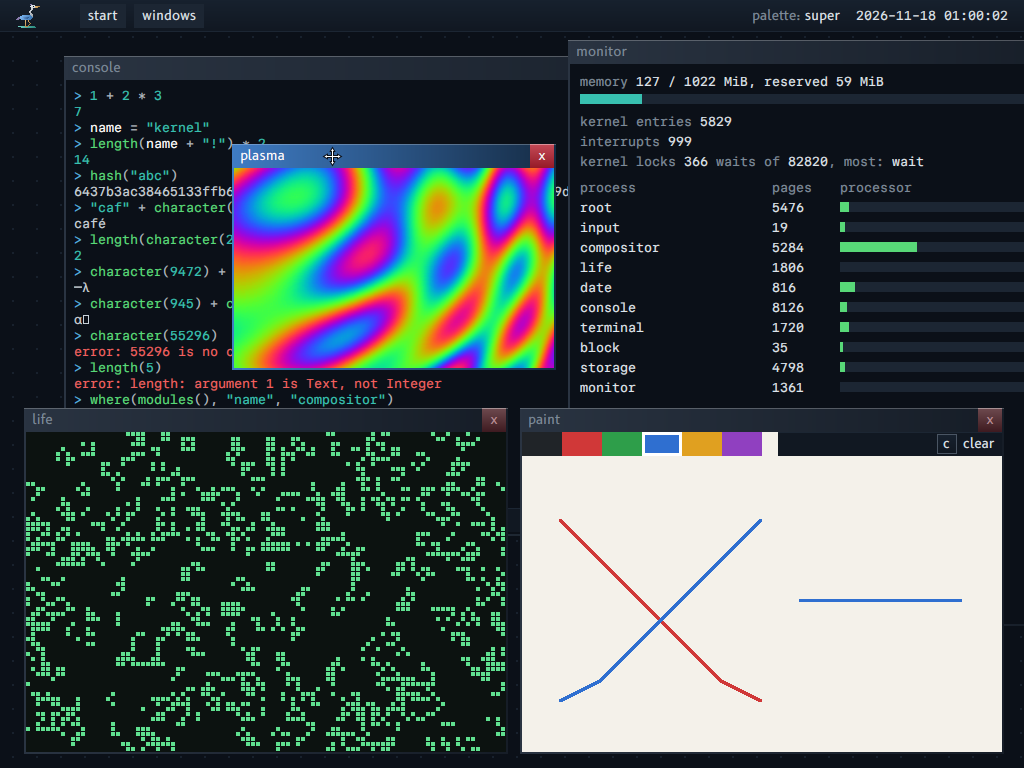 start windows palette: super 2026-11-18 01:00:02
console
> 1 + 2 * 3
7
> name = "kernel"
> length(name + "!") * 2
14
> hash("abc")
6437b3ac38465133ffb6
> "caf" + character(
café
> length(character(2
2
> character(9472) +
─λ
> character(945) + c
α
> character(55296)
error: 55296 is no c
> length(5)
error: length: argument 1 is Text, not Integer
> where(modules(), "name", "compositor")
plasma x
monitor
memory 127 / 1022 MiB, reserved 59 MiB
kernel entries 5829
interrupts 999
kernel locks 366 waits of 82820, most: wait
process pages processor
root 5476
input 19
compositor 5284
life 1806
date 816
console 8126
terminal 1720
block 35
storage 4798
monitor 1361
life x
paint x
c clear